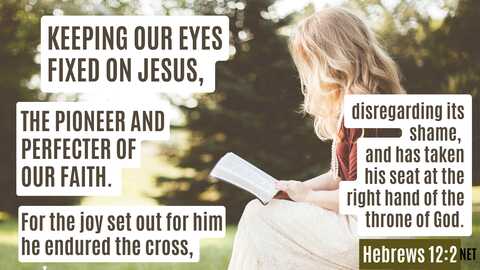 KEEPING OUR EYES
FIXED ON JESUS,
THE PIONEER AND
PERFECTER OF
OUR FAITH.
For the joy set out for him
he endured the cross,
disregarding its
shame,
and has taken
his seat at the
right hand of the
throne of God.
Hebrews 12:2 NET